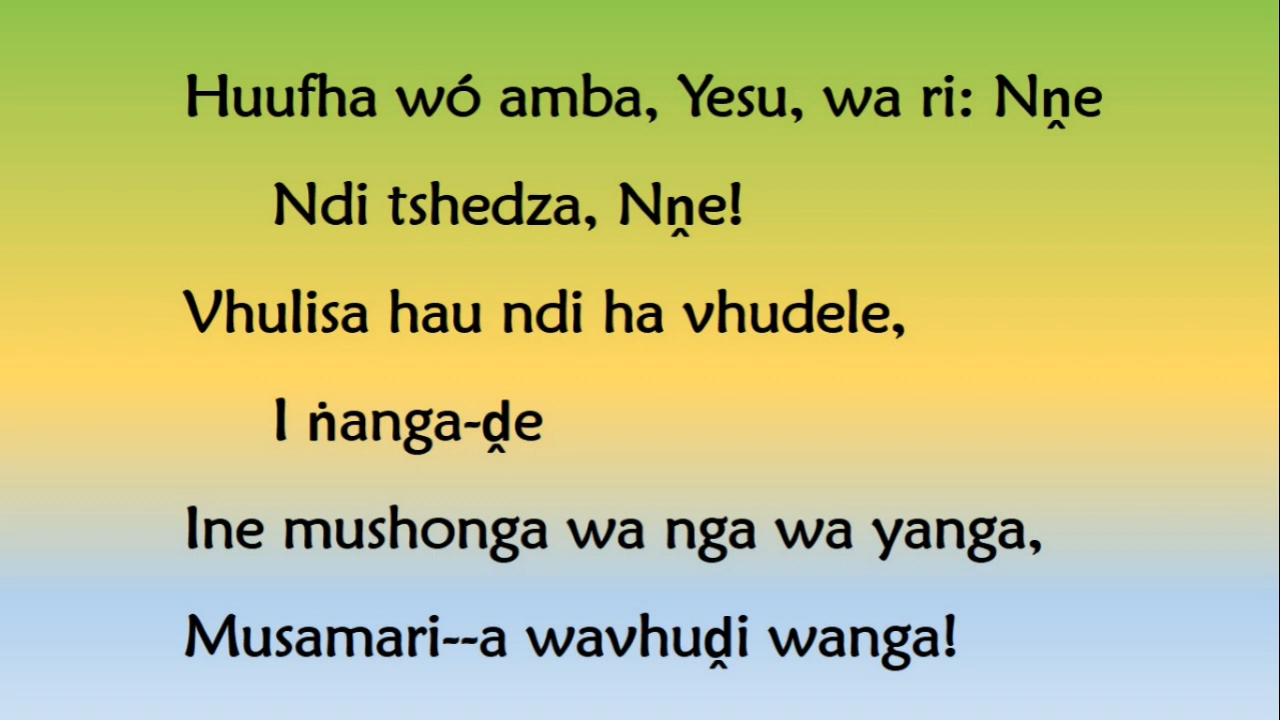 Huufha wó amba, Yesu, wa ri: Nṋe
Ndi tshedza, Nṋe!
Vhulisa hau ndi ha vhudele,
I ṅanga-ḓe
Ine mushonga wa nga wa yanga,
Musamari--a wavhuḓi wanga!